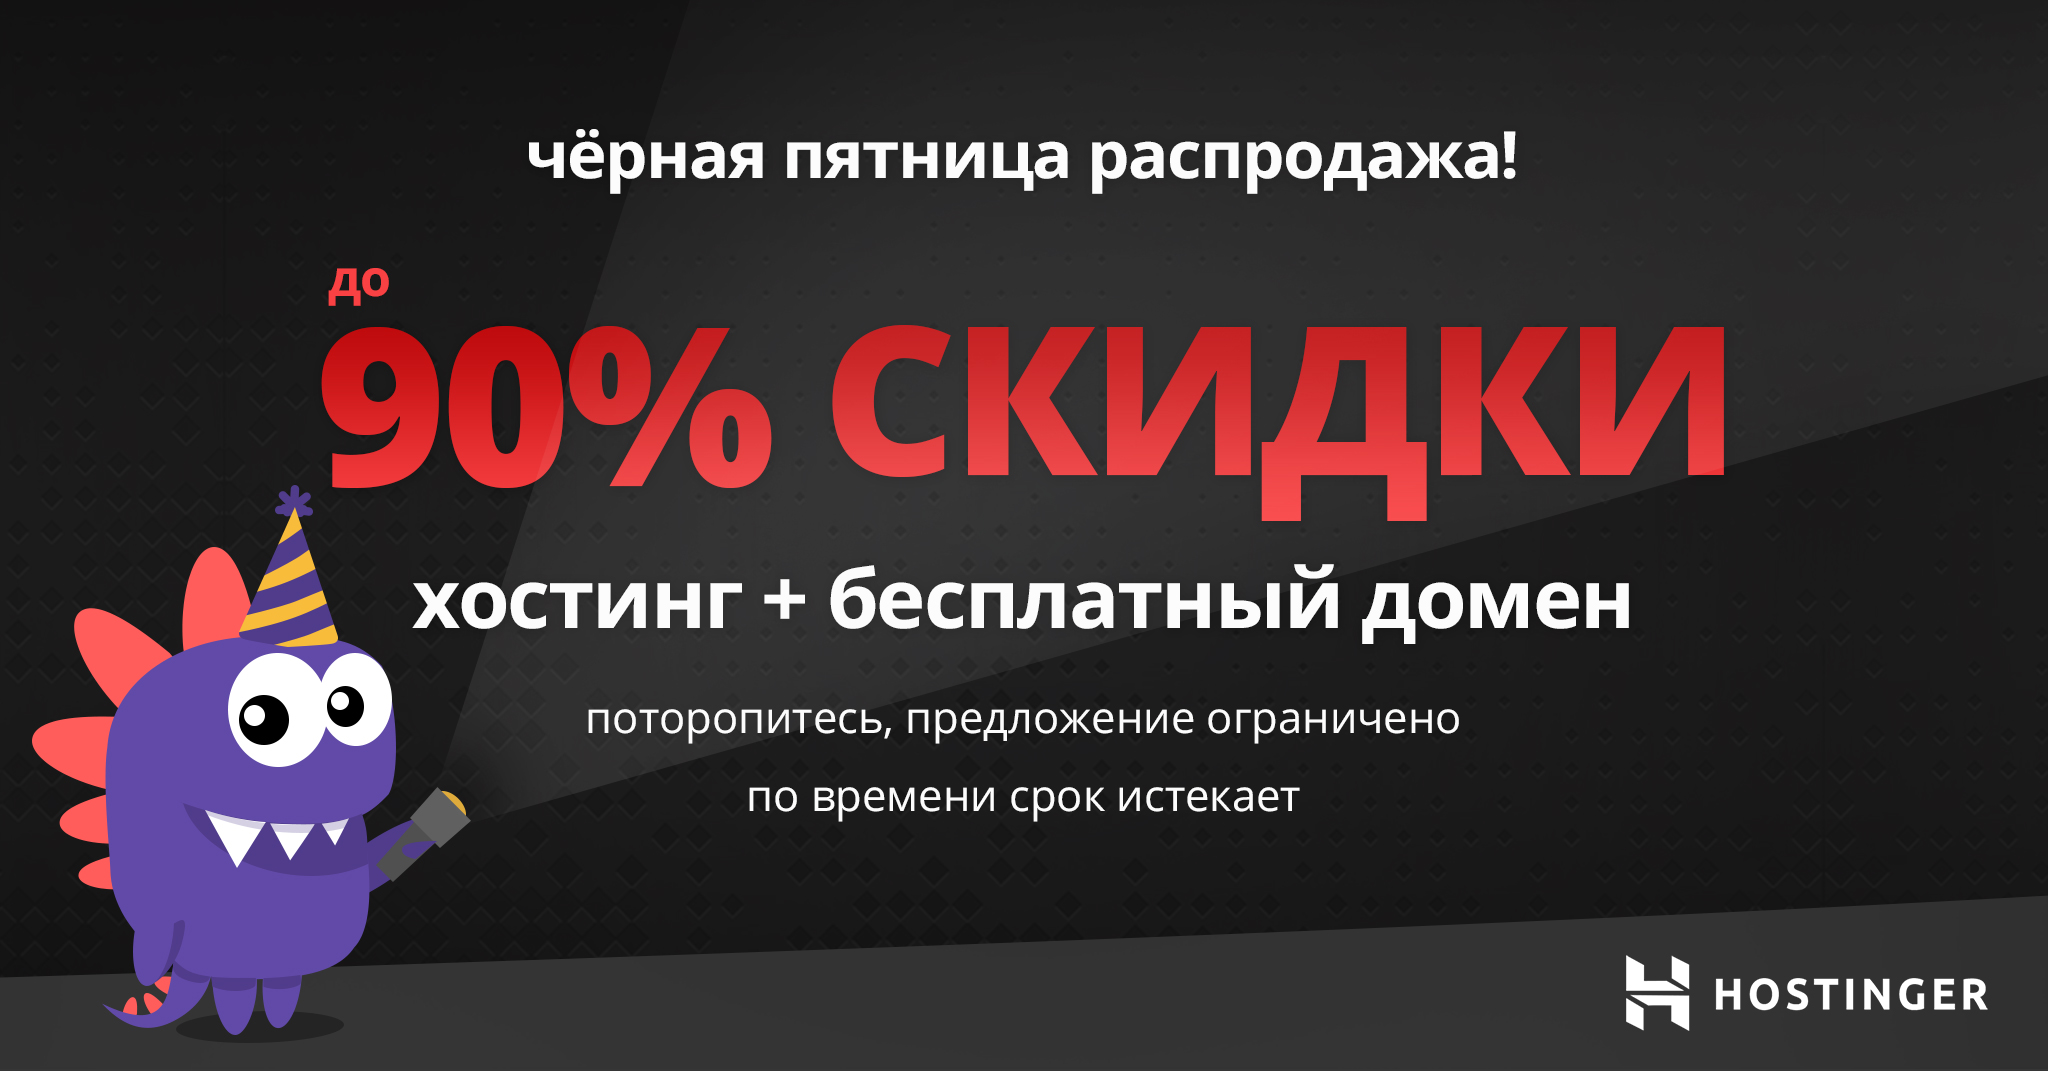 чёрная пятница распродажа!
до
90% СКИДКИ
хостинг + бесплатный домен
поторопитесь, предложение ограничено
по времени срок истекает
HOSTINGER